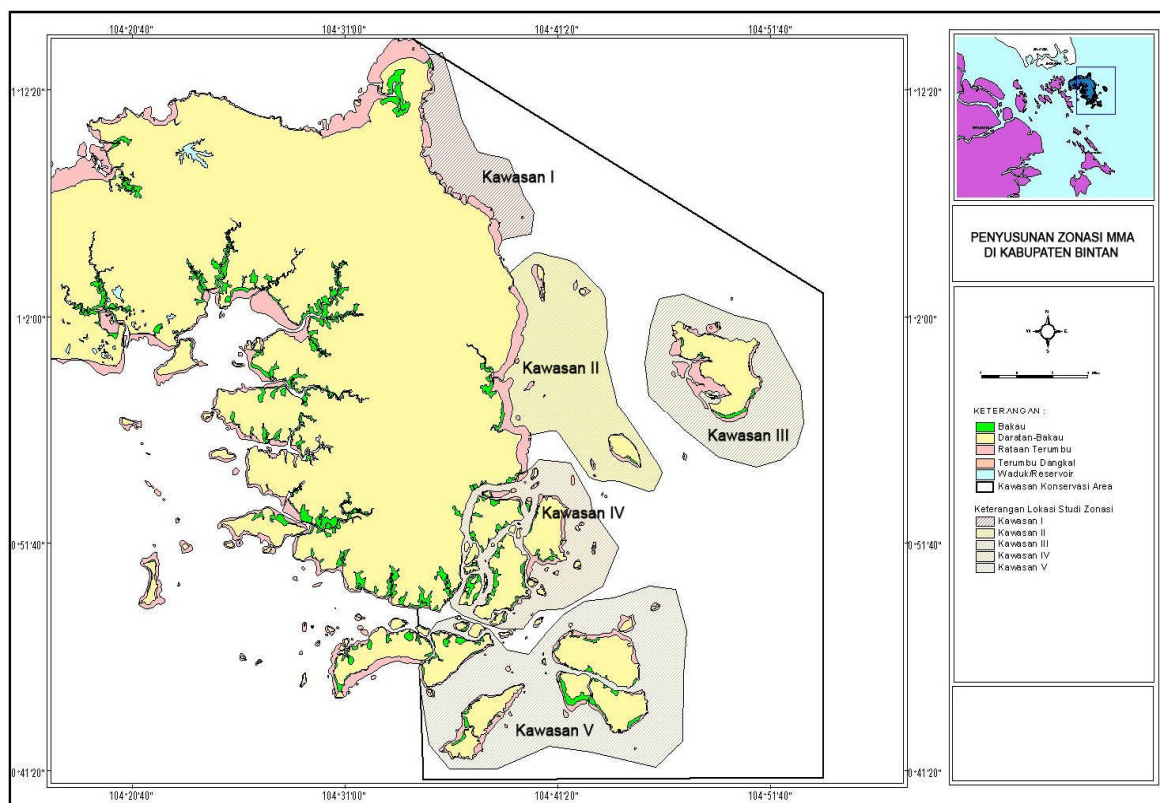 104°20'40"
104°31'00"
104°41'20"
104°51'40"
1°12'20"
1°2'00"
0°51'40"
0°41'20"
Kawasan I
Kawasan II
Kawasan III
Kawasan IV
Kawasan V
1°12'20"
1°2'00"
0°51'40"
0°41'20"
104°20'40"
104°31'00"
104°41'20"
104°51'40"
PENYUSUNAN ZONASI MMA
DI KABUPATEN BINTAN
N
W
E
S
KETERANGAN :
Bakau
Daratan-Bakau
Rataan Terumbu
Terumbu Dangkal
Waduk/Reservoir
Kawasan Konservasi Area
Keterangan Lokasi Studi Zonasi
Kawasan I
Kawasan II
Kawasan III
Kawasan IV
Kawasan V